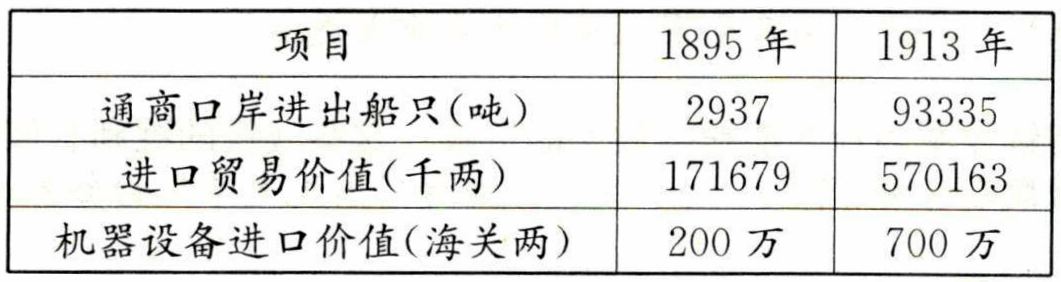 项目 1895年 1913年
通商口岸进出船只(吨) 2937 93335
进口贸易价值(千两) 171679 570163
机器设备进口价值(海关两) 200万 700万